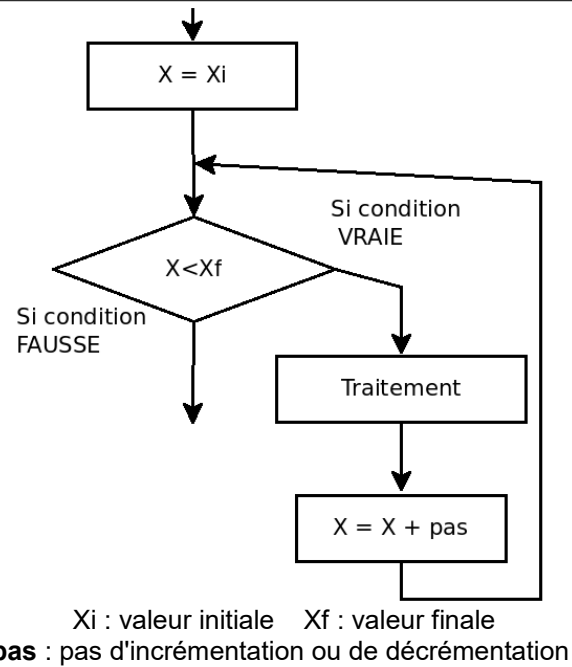 X = Xi
Si condition
VRAIE
X<Xf
Si condition
FAUSSE
Traitement
X = X + pas
Xi : valeur initiale Xf : valeur finale
pas : pas d'incrémentation ou de décrémentation